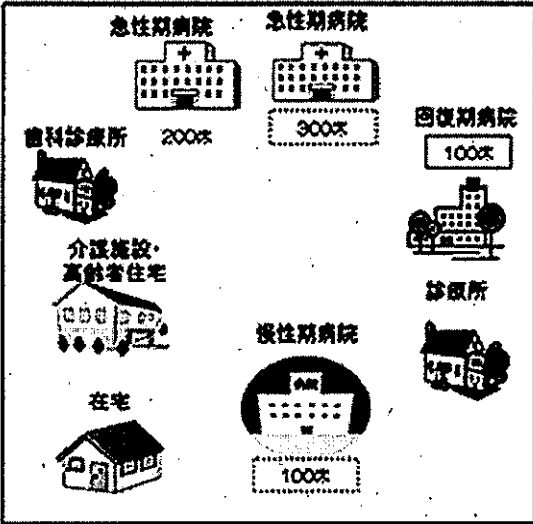 急性期病院
急性期病院
200床
300床
回復期病院
100床
歯科診療所
介護施設・
高齢者住宅
診療所
慢性期病院
100床
在宅